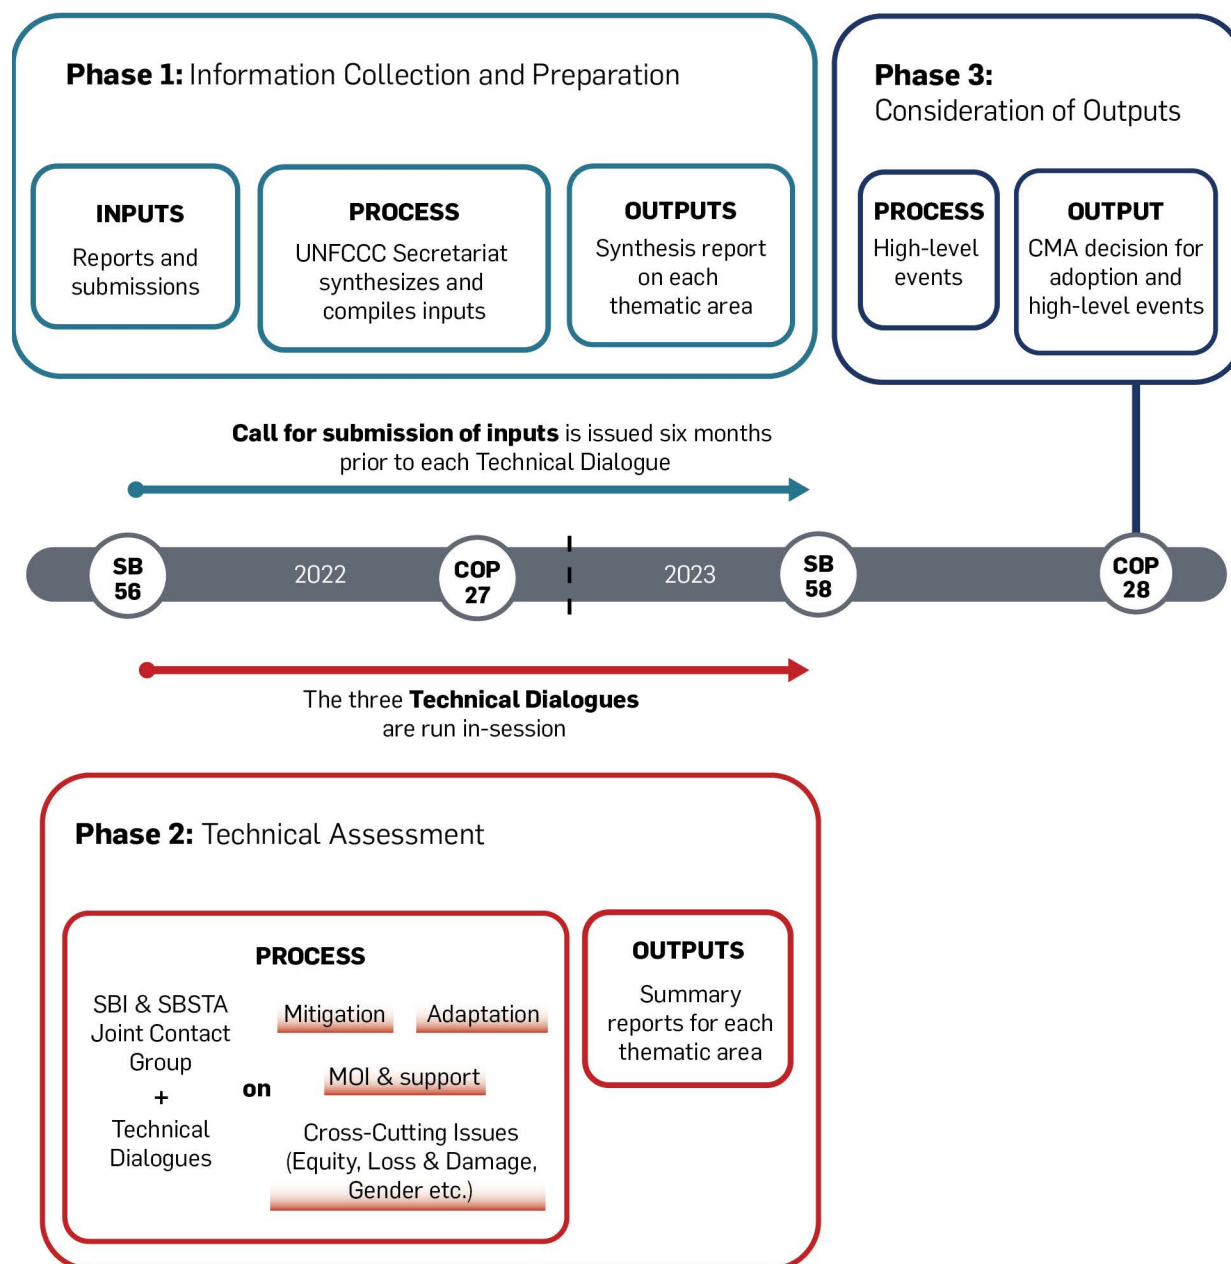 Phase 1: Information Collection and Preparation
INPUTS
Reports and
submissions
PROCESS
UNFCCC Secretariat
synthesizes and
compiles inputs
OUTPUTS
Synthesis report
on each
thematic area
Phase 3:
Consideration of Outputs
PROCESS
High-level
events
OUTPUT
CMA decision for
adoption and
high-level events
Call for submission of inputs is issued six months
prior to each Technical Dialogue
SB
56
2022
COP
27
2023
SB
58
COP
28
The three Technical Dialogues
are run in-session
Phase 2: Technical Assessment
PROCESS
SBI & SBSTA
Joint Contact
Group
+
Technical
Dialogues
on
Mitigation
Adaptation
MOI & support
Cross-Cutting Issues
(Equity, Loss & Damage,
Gender etc.)
OUTPUTS
Summary
reports for each
thematic area